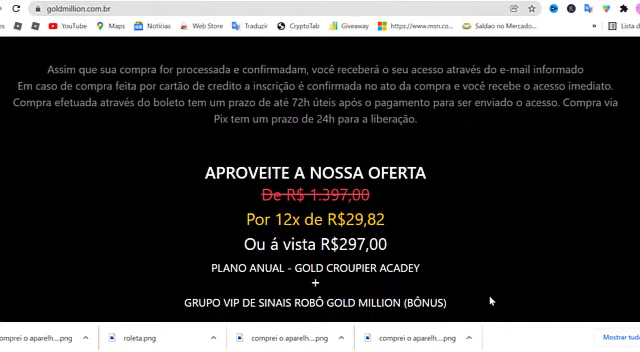 goldmillion.com.br
YouTube Maps Notícias Web Store Traduzir CryptoTab Giveaway https://www.msn.co... Saldao no Mercado... »
Assim que sua compra for processada e confirmadam, você receberá o seu acesso através do e-mail informado
Em caso de compra feita por cartão de credito a inscrição é confirmada no ato da compra e você recebe o acesso imediato.
Compra efetuada através do boleto tem um prazo de até 72h úteis após o pagamento para ser enviado o acesso. Compra via
Pix tem um prazo de 24h para a liberação.
APROVEITE A NOSSA OFERTA
De R$ 1.397,00
Por 12x de R$29,82
Ou á vista R$297,00
PLANO ANUAL - GOLD CROUPIER ACADEY
+
GRUPO VIP DE SINAIS ROBÔ GOLD MILLION (BÔNUS)
comprei o aparelh....png roleta.png comprei o aparelh....png comprei o aparelh....png Mostrar tud